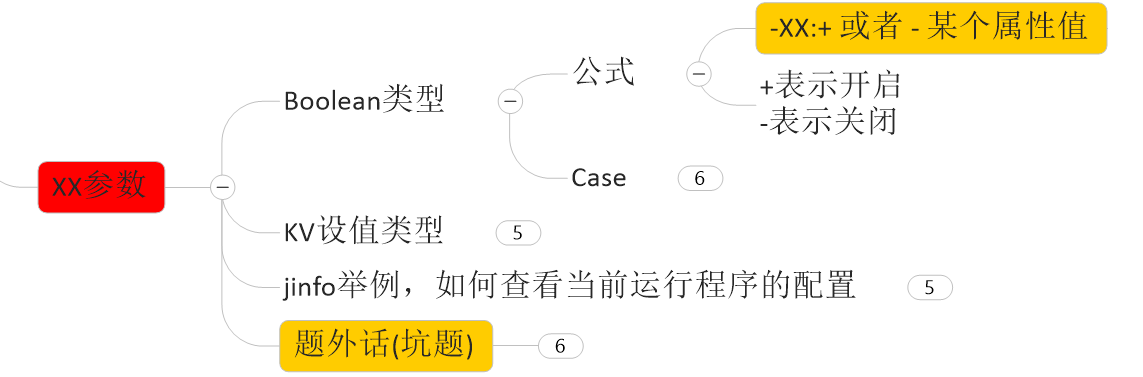 -XX:+ 或者 - 某个属性值
公式
+表示开启
-表示关闭
Boolean类型
Case
6
XX参数
KV设值类型
5
jinfo举例，如何查看当前运行程序的配置
5
题外话(坑题)
6